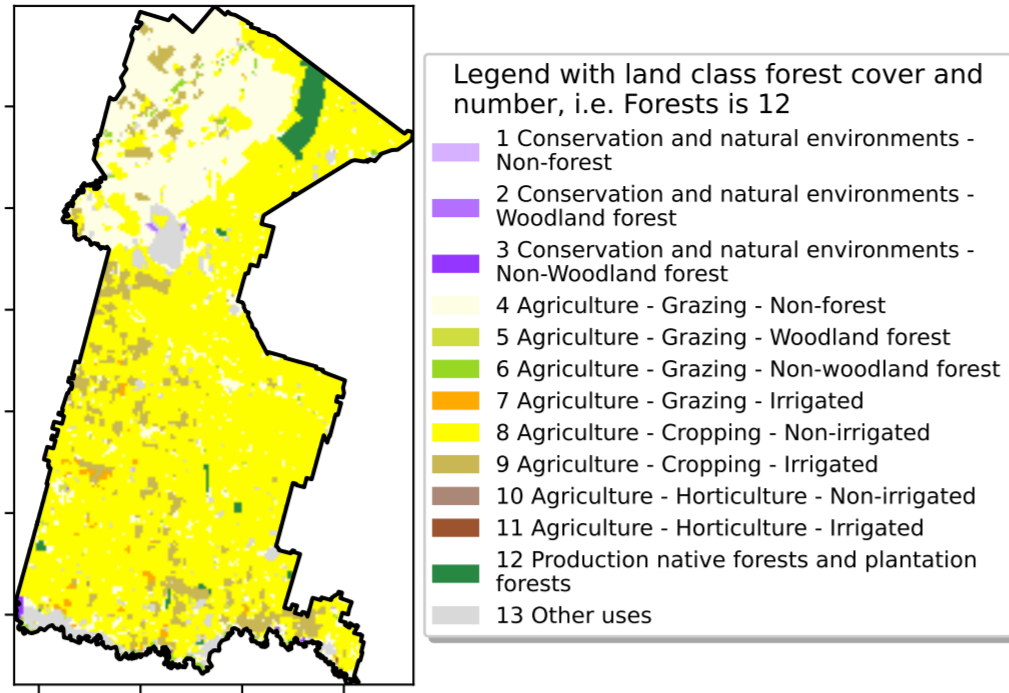 Legend with land class forest cover and
number, i.e. Forests is 12
1 Conservation and natural environments -
Non-forest
2 Conservation and natural environments -
Woodland forest
3 Conservation and natural environments -
Non-Woodland forest
4 Agriculture - Grazing - Non-forest
5 Agriculture - Grazing - Woodland forest
6 Agriculture - Grazing - Non-woodland forest
7 Agriculture - Grazing - Irrigated
8 Agriculture - Cropping - Non-irrigated
9 Agriculture - Cropping - Irrigated
10 Agriculture - Horticulture - Non-irrigated
11 Agriculture - Horticulture - Irrigated
12 Production native forests and plantation
forests
13 Other uses